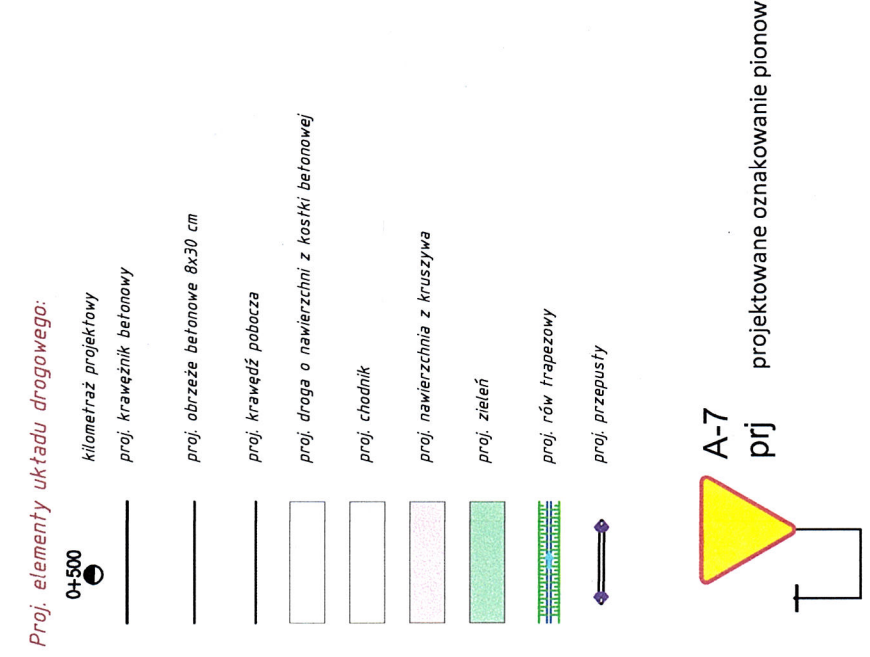 Proj. elementy układu drogowego:
0+500
kilometraż projektowy
proj. krawężnik betonowy
proj. obrzeże betonowe 8x30 cm
proj. krawędź pobocza
proj. droga o nawierzchni z kostki betonowej
proj. chodnik
proj. nawierzchnia z kruszywa
proj. zieleń
proj. rów trapezowy
proj. przepusty
A-7
prj
projektowane oznakowanie pionow